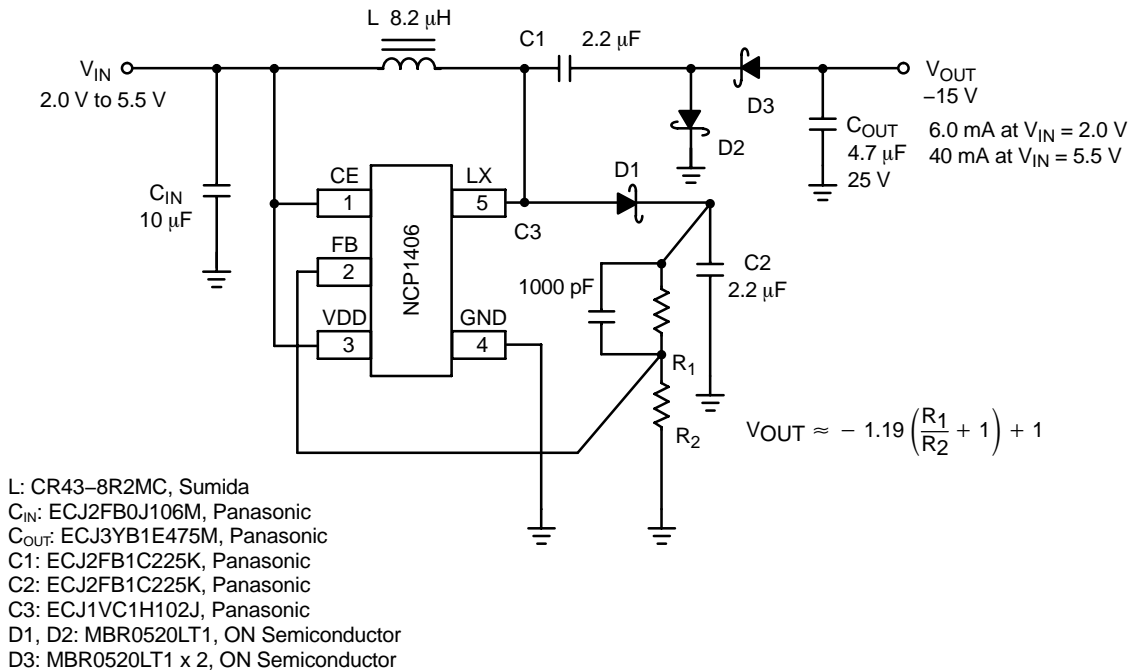 L 8.2 μH
C1
2.2 μF
VIN
2.0 V to 5.5 V
VOUT
−15 V
D3
D2
COUT
4.7 μF
25 V
6.0 mA at VIN = 2.0 V
40 mA at VIN = 5.5 V
CIN
10 μF
CE
1
LX
5
D1
C3
FB
2
NCP1406
1000 pF
C2
2.2 μF
VDD
3
GND
4
R1
R2
VOUT ≈ − 1.19 (R1/R2 + 1) + 1
L: CR43−8R2MC, Sumida
CIN: ECJ2FB0J106M, Panasonic
COUT: ECJ3YB1E475M, Panasonic
C1: ECJ2FB1C225K, Panasonic
C2: ECJ2FB1C225K, Panasonic
C3: ECJ1VC1H102J, Panasonic
D1, D2: MBR0520LT1, ON Semiconductor
D3: MBR0520LT1 x 2, ON Semiconductor